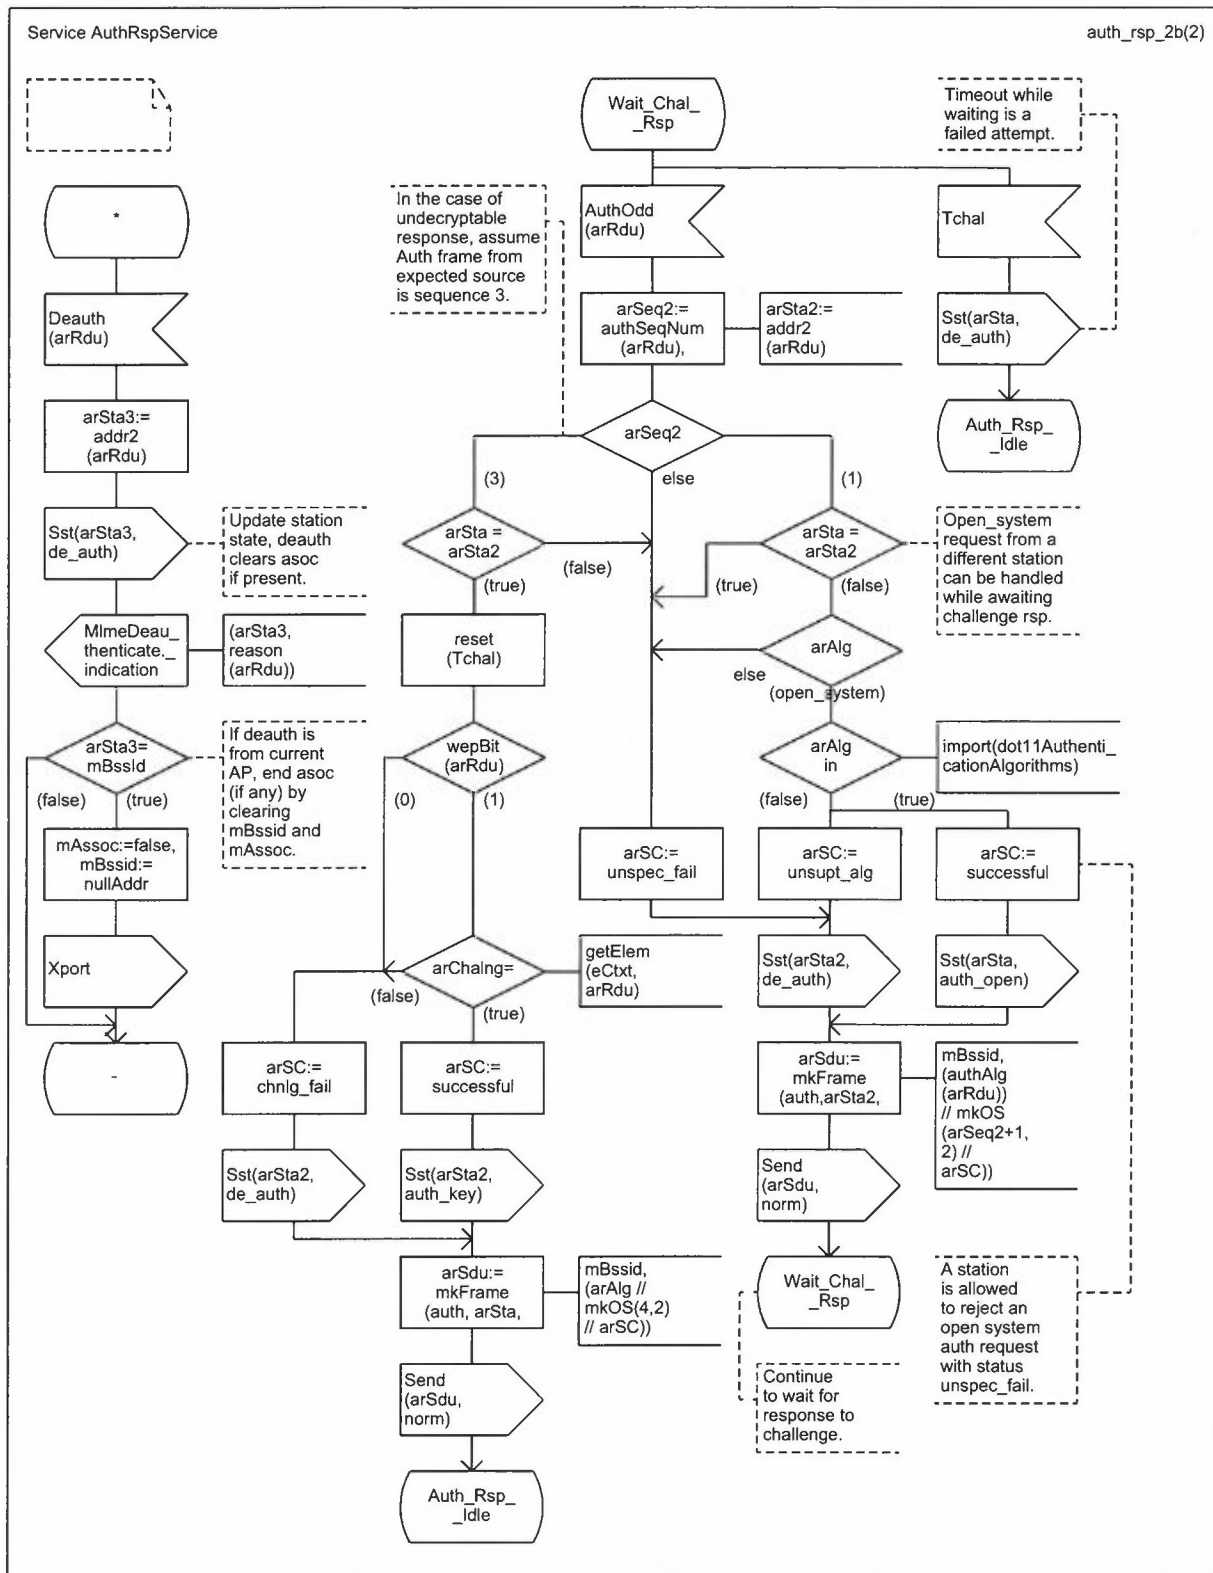 Service AuthRspService
auth_rsp_2b(2)
*
Deauth
(arRdu)
arSta3:=
addr2
(arRdu)
Sst(arSta3,
de_auth)
Update station
state, deauth
clears asoc
if present.
MlmeDeau_
thenticate._
indication
(arSta3,
reason
(arRdu))
arSta3=
mBssId
(false)
(true)
If deauth is
from current
AP, end asoc
(if any) by
clearing
mBssid and
mAssoc.
mAssoc:=false,
mBssid:=
nullAddr
Xport
-
Wait_Chal_
_Rsp
In the case of
undecryptable
response, assume
Auth frame from
expected source
is sequence 3.
AuthOdd
(arRdu)
arSeq2:=
authSeqNum
(arRdu),
arSta2:=
addr2
(arRdu)
Timeout while
waiting is a
failed attempt.
Tchal
Sst(arSta,
de_auth)
Auth_Rsp_
_Idle
arSeq2
(3)
else
(1)
arSta =
arSta2
(false)
(true)
reset
(Tchal)
wepBit
(arRdu)
(0)
(1)
arChalng=
(false)
(true)
getElem
(eCtxt,
arRdu)
arSC:=
chnlg_fail
arSC:=
successful
Sst(arSta2,
de_auth)
Sst(arSta2,
auth_key)
arSdu:=
mkFrame
(auth, arSta,
mBssid,
(arAlg //
mkOS(4,2)
// arSC))
Send
(arSdu,
norm)
Auth_Rsp_
_Idle
arSta =
arSta2
(true)
(false)
Open_system
request from a
different station
can be handled
while awaiting
challenge rsp.
arAlg
else
(open_system)
arAlg
in
import(dot11Authenti_
cationAlgorithms)
(false)
(true)
arSC:=
unspec_fail
arSC:=
unsupt_alg
arSC:=
successful
Sst(arSta2,
de_auth)
Sst(arSta,
auth_open)
arSdu:=
mkFrame
(auth,arSta2,
mBssid,
(authAlg
(arRdu))
// mkOS
(arSeq2+1,
2) //
arSC))
Send
(arSdu,
norm)
Wait_Chal_
_Rsp
Continue
to wait for
response to
challenge.
A station
is allowed
to reject an
open system
auth request
with status
unspec_fail.